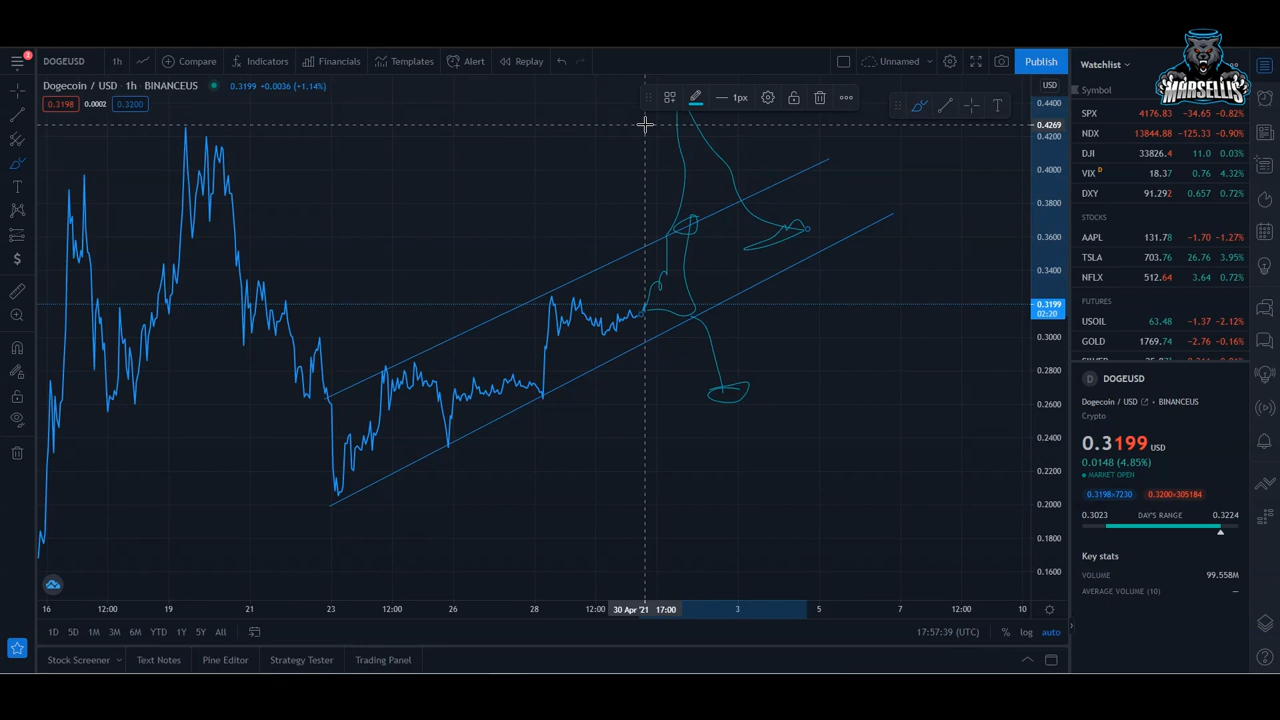 DOGEUSD 1h Compare Indicators Financials Templates Alert Replay Unnamed Publish
Dogecoin / USD · 1h · BINANCEUS 0.3199 +0.0036 (+1.14%)
0.3198 0.0002 0.3200
1px
USD
0.4400
0.4269
0.4200
0.4000
0.3800
0.3600
0.3400
0.3199
02:20
0.3000
0.2800
0.2600
0.2400
0.2200
0.2000
0.1800
0.1600
16 12:00 19 21 23 12:00 26 28 12:00 30 Apr '21 17:00 3 5 7 12:00 10
1D 5D 1M 3M 6M YTD 1Y 5Y All 17:57:39 (UTC) % log auto
Stock Screener Text Notes Pine Editor Strategy Tester Trading Panel
Watchlist
MARSELLIS
Symbol
SPX 4176.83 -34.65 -0.82%
NDX 13844.88 -125.33 -0.90%
DJI 33826.4 11.0 0.03%
VIX D 18.37 0.76 4.32%
DXY 91.292 0.657 0.72%
STOCKS
AAPL 131.78 -1.70 -1.27%
TSLA 703.76 26.76 3.95%
NFLX 512.64 3.64 0.72%
FUTURES
USOIL 63.48 -1.37 -2.12%
GOLD 1769.74 -2.76 -0.16%
D DOGEUSD
Dogecoin / USD · BINANCEUS
Crypto
0.3199 USD
0.0148 (4.85%)
MARKET OPEN
0.3198×7230 0.3200×305184
0.3023 DAY'S RANGE 0.3224
Key stats
VOLUME 99.558M
AVERAGE VOLUME (10) —